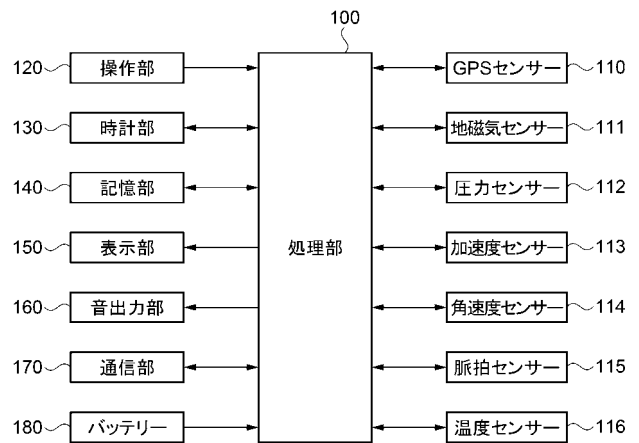 100
120 操作部 GPSセンサー 110
130 時計部 地磁気センサー 111
140 記憶部 圧力センサー 112
150 表示部 処理部 加速度センサー 113
160 音出力部 角速度センサー 114
170 通信部 脈拍センサー 115
180 バッテリー 温度センサー 116